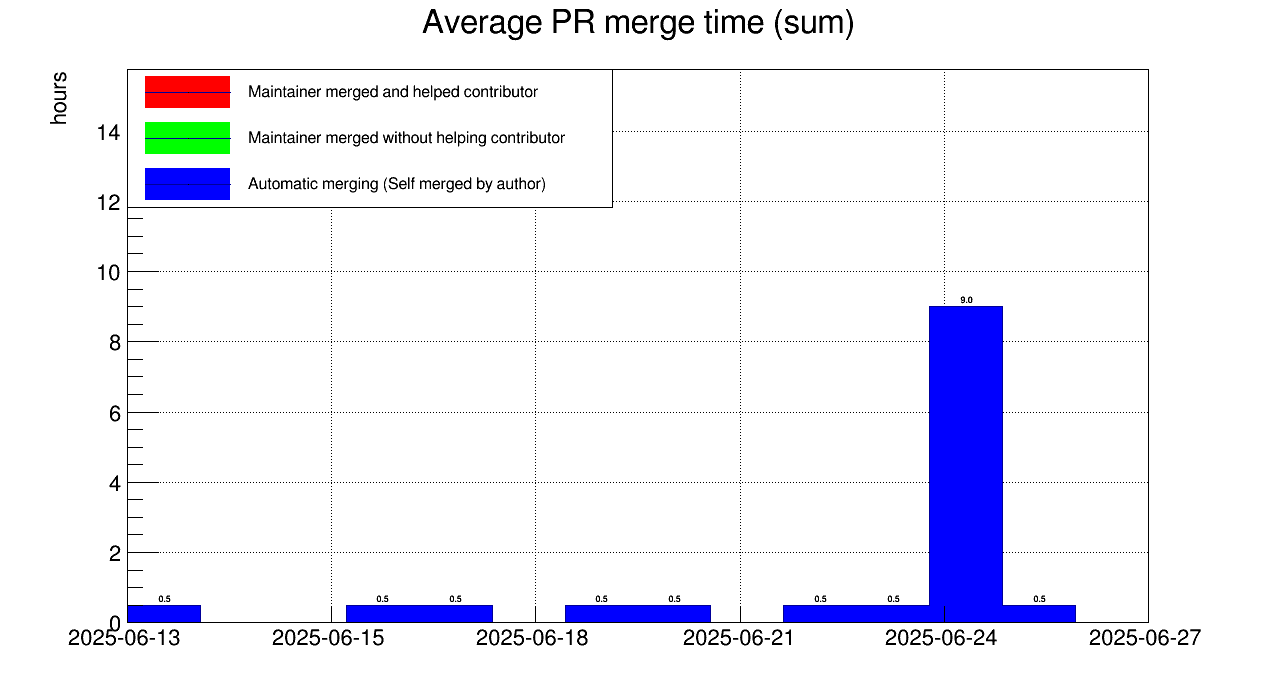 Average PR merge time (sum)
hours
Maintainer merged and helped contributor
Maintainer merged without helping contributor
Automatic merging (Self merged by author)
14
12
10
8
6
4
2
0
9.0
0.5 0.5 0.5 0.5 0.5 0.5 0.5 0.5
2025-06-13 2025-06-15 2025-06-18 2025-06-21 2025-06-24 2025-06-27